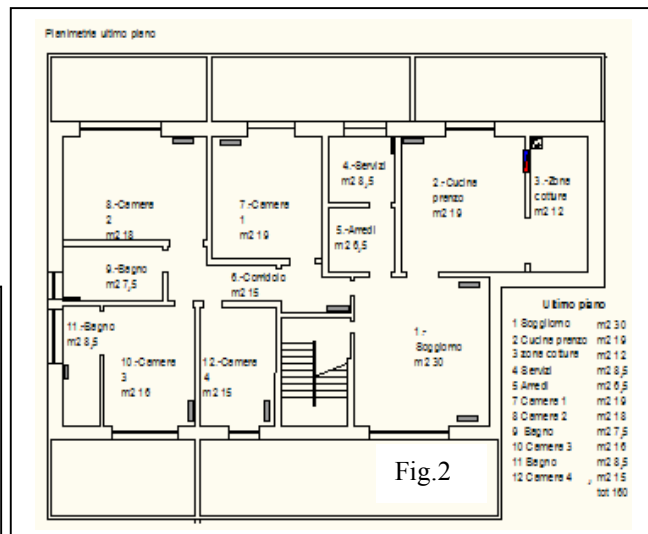 Planimetria ultimo piano
4.-Servizi
m2 8,5
2.-Cucina
pranzo
m2 19
3.-Zona
cottura
m2 12
8.-Camera
2
m2 18
7.-Camera
1
m2 19
5.-Arredi
m2 6,5
9.-Bagno
m2 7,5
6.-Corridoio
m2 15
11.-Bagno
m2 8,5
10.-Camera
3
m2 16
12.-Camera
4
m2 15
1.-
Soggiorno
m2 30
Ultimo piano
1 Soggiorno m2 30
2 Cucina pranzo m2 19
3 zona cottura m2 12
4 Servizi m2 8,5
5 Arredi m2 6,5
7 Camera 1 m2 19
8 Camera 2 m2 18
9 Bagno m2 7,5
10 Camera 3 m2 16
11 Bagno m2 8,5
12 Camera 4 , m2 15
tot 160
Fig.2